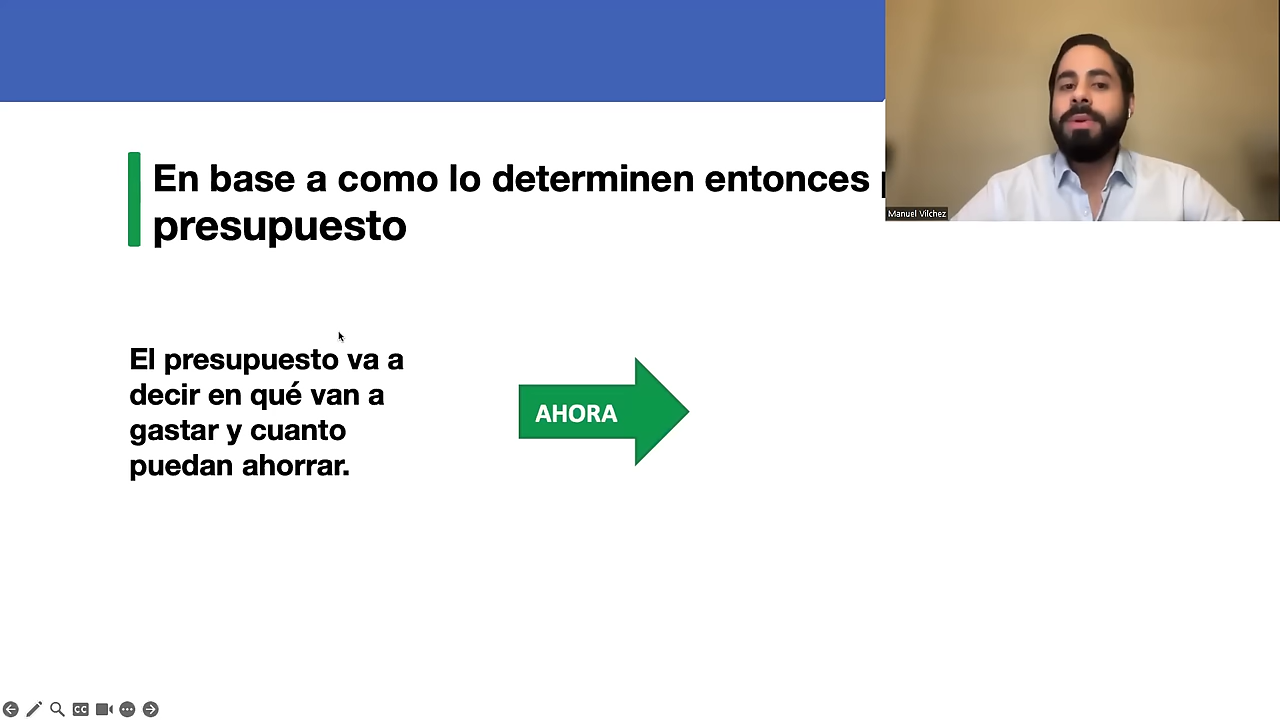 En base a como lo determinen entonces
presupuesto
Manuel Vilchez
El presupuesto va a
decir en qué van a
gastar y cuanto
puedan ahorrar.
AHORA
CC